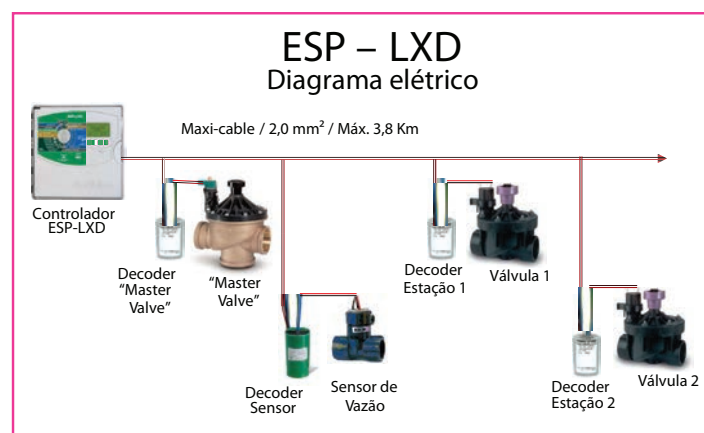 ESP – LXD
Diagrama elétrico
Maxi-cable / 2,0 mm² / Máx. 3,8 Km
Controlador
ESP-LXD
Decoder
“Master
Valve”
“Master
Valve”
Decoder
Estação 1
Válvula 1
Decoder
Sensor
Sensor de
Vazão
Decoder
Estação 2
Válvula 2